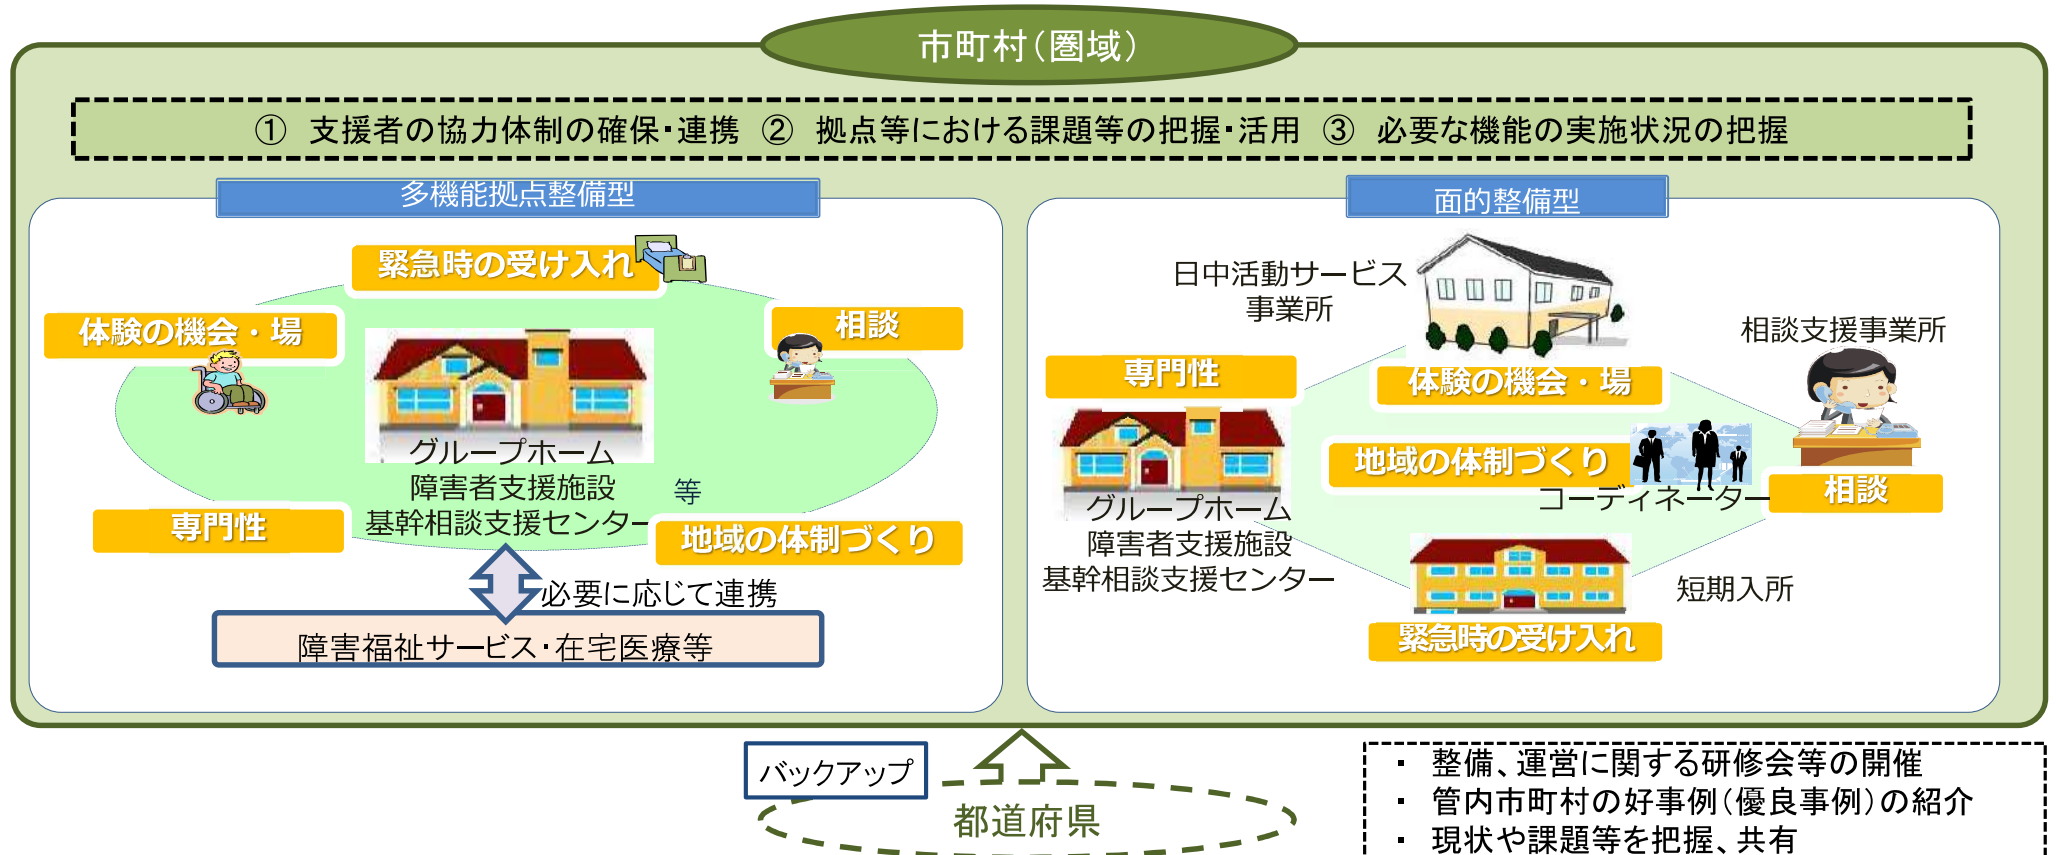 市町村（圏域）
① 支援者の協力体制の確保・連携 ② 拠点等における課題等の把握・活用 ③ 必要な機能の実施状況の把握
多機能拠点整備型
緊急時の受け入れ
体験の機会・場
相談
グループホーム
障害者支援施設 等
基幹相談支援センター
専門性
地域の体制づくり
必要に応じて連携
障害福祉サービス・在宅医療等
面的整備型
日中活動サービス
事業所
相談支援事業所
専門性
体験の機会・場
地域の体制づくり
コーディネーター
相談
グループホーム
障害者支援施設
基幹相談支援センター
短期入所
緊急時の受け入れ
バックアップ
都道府県
・ 整備、運営に関する研修会等の開催
・ 管内市町村の好事例（優良事例）の紹介
・ 現状や課題等を把握、共有